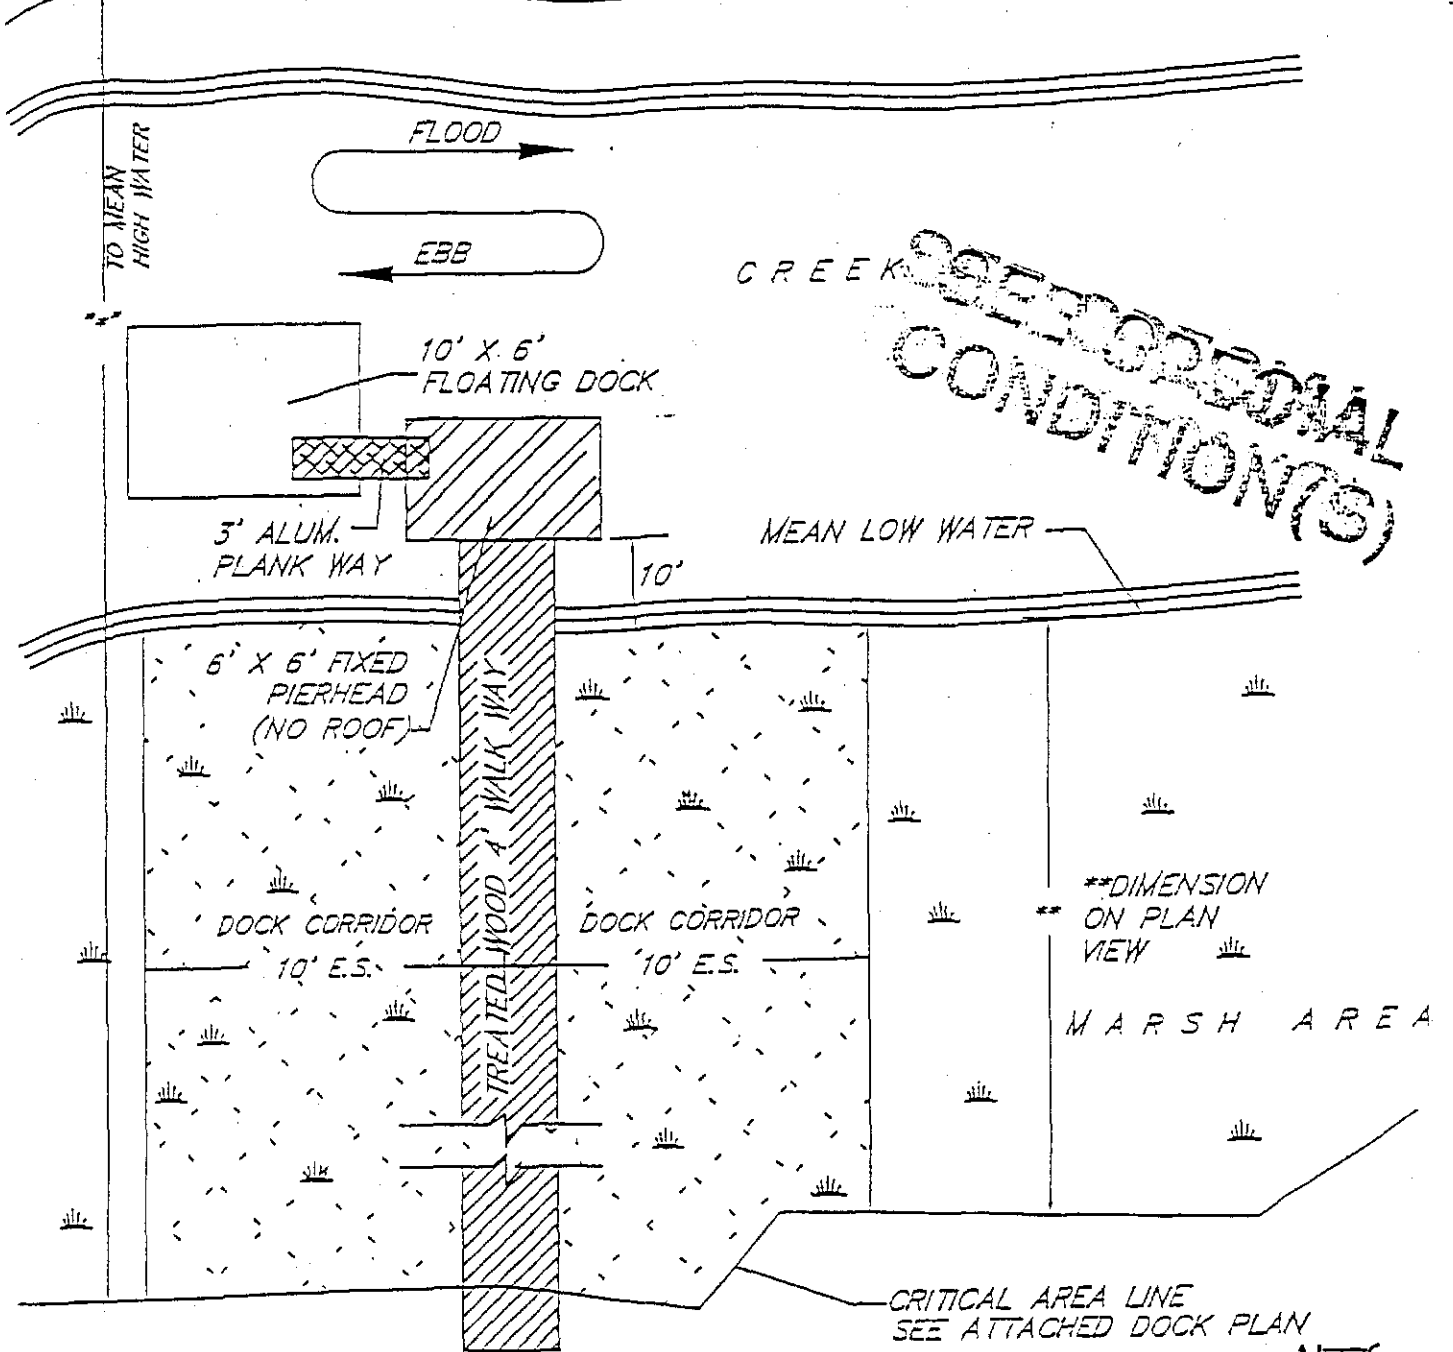 FLOOD
EBB
TO MEAN
HIGH WATER
***
CREEK
CONDITION(S)
10' X 6'
FLOATING DOCK
3' ALUM.
PLANK WAY
MEAN LOW WATER
10'
6' X 6' FIXED
PIERHEAD
(NO ROOF)
TREATED WOOD 4' WALK WAY
DOCK CORRIDOR
10' E.S.
DOCK CORRIDOR
10' E.S.
**
**DIMENSION
ON PLAN
VIEW
MARSH AREA
CRITICAL AREA LINE
SEE ATTACHED DOCK PLAN